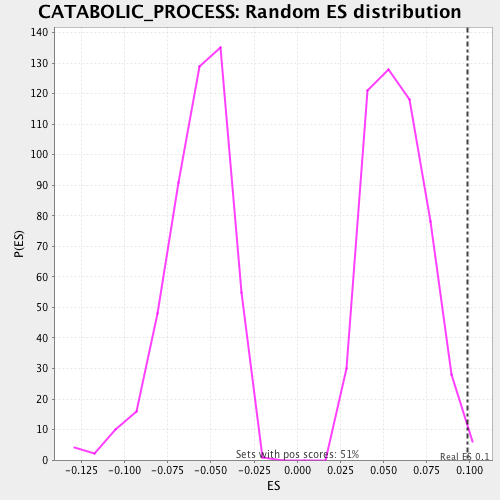 CATABOLIC_PROCESS: Random ES distribution
140
130
120
110
100
90
80
70
60
50
40
30
20
10
0
P(ES)
Sets with pos scores: 51%
Real ES 0.1
-0.125 -0.100 -0.075 -0.050 -0.025 0.000 0.025 0.050 0.075 0.100
ES